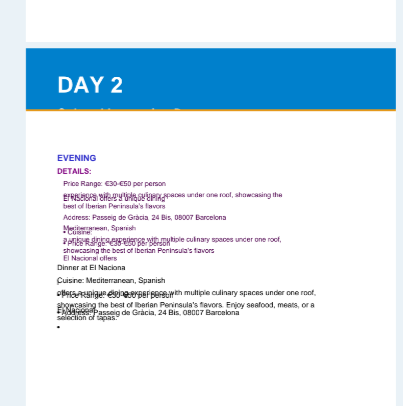 DAY 2
EVENING
DETAILS:
Price Range: €30-€50 per person
experience with multiple culinary spaces under one roof, showcasing the
El Nacional offers a unique dining
best of Iberian Peninsula's flavors
Address: Passeig de Gràcia, 24 Bis, 08007 Barcelona
Mediterranean, Spanish
• Cuisine:
a unique dining experience with multiple culinary spaces under one roof,
• Price Range: €30-€50 per person
showcasing the best of Iberian Peninsula's flavors
El Nacional offers
Dinner at El Naciona
Cuisine: Mediterranean, Spanish
•
offers a unique dining experience with multiple culinary spaces under one roof,
• Price Range: €30-€50 per person
showcasing the best of Iberian Peninsula's flavors. Enjoy seafood, meats, or a
El Nacional
• Address: Passeig de Gràcia, 24 Bis, 08007 Barcelona
selection of tapas.
•